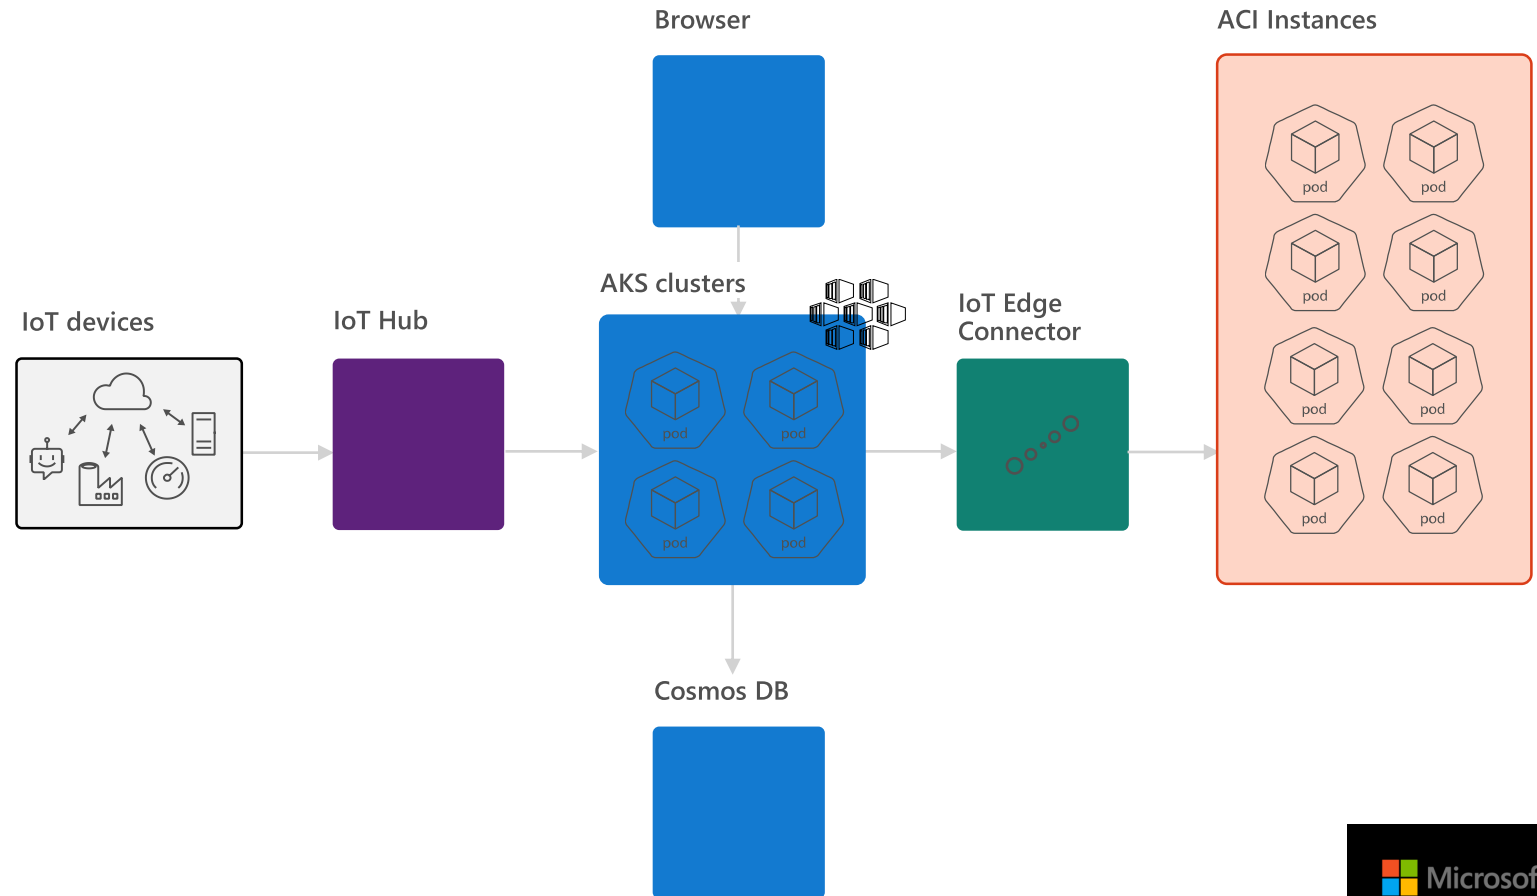 Browser
ACI Instances
pod
pod
pod
pod
AKS clusters
IoT Edge
Connector
IoT devices
IoT Hub
pod
pod
pod
pod
pod
pod
pod
pod
Cosmos DB
Microsof